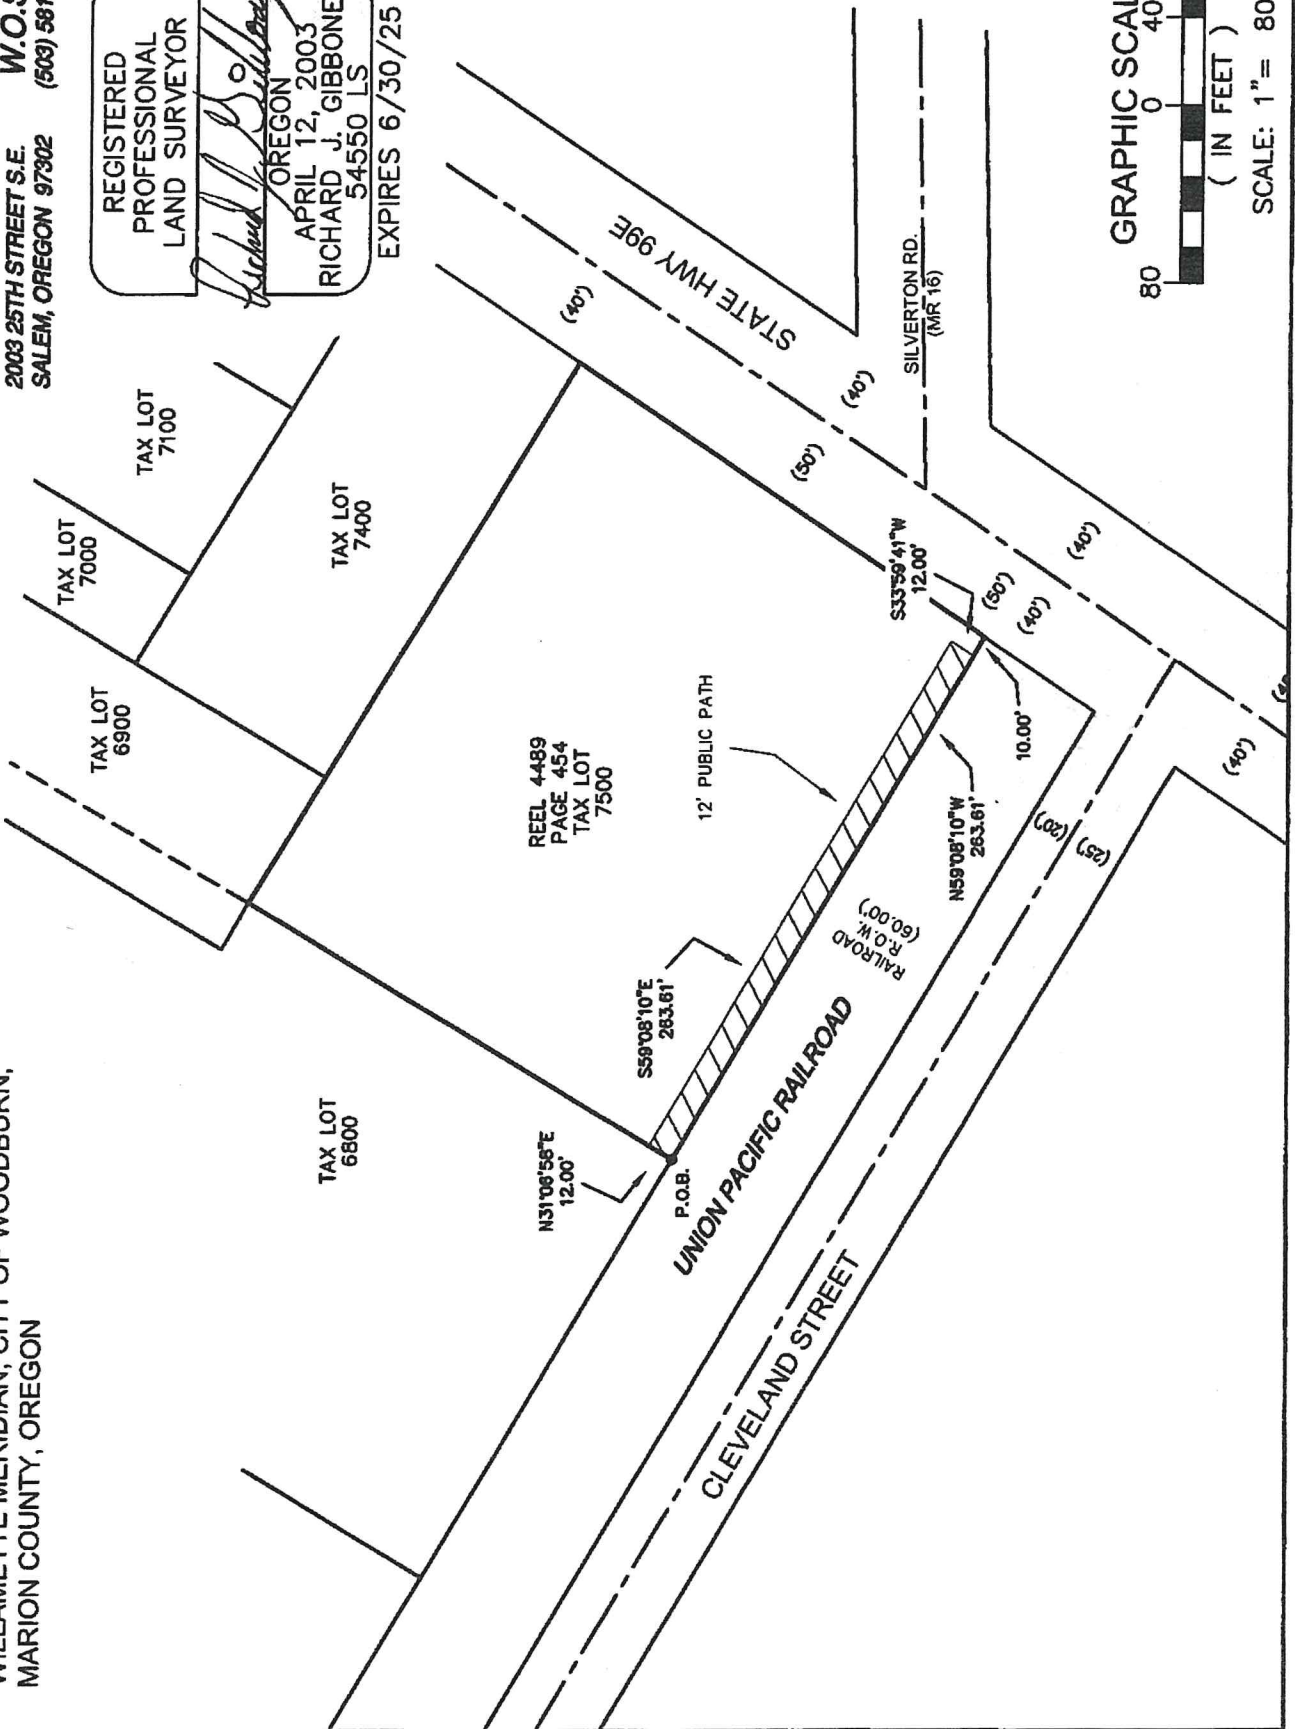 WILLAMETTE MERIDIAN, CITY OF WOODBURN,
MARION COUNTY, OREGON
2003 25TH STREET S.E.
SALEM, OREGON 97302
(503)
REGISTERED
PROFESSIONAL
LAND SURVEYOR
OREGON
APRIL 12, 2003
RICHARD J. GIBBONE
54550 LS
EXPIRES 6/30/25
TAX LOT
7000
TAX LOT
7100
TAX LOT
6900
TAX LOT
7400
TAX LOT
6800
REEL 4489
PAGE 454
TAX LOT
7500
12' PUBLIC PATH
N31°06'58"E
12.00'
P.O.B.
S59°08'10"E
263.61'
S33°59'41"W
12.00'
10.00'
N59°08'10"W
263.61'
RAILROAD
R.O.W.
(60.00')
UNION PACIFIC RAILROAD
CLEVELAND STREET
(20')
(25')
STATE HWY 99E
(40')
(40')
(50')
(40')
(50')
(40')
(40')
SILVERTON RD.
(MR 16)
GRAPHIC SCAL
80
0
40
( IN FEET )
SCALE: 1"= 80